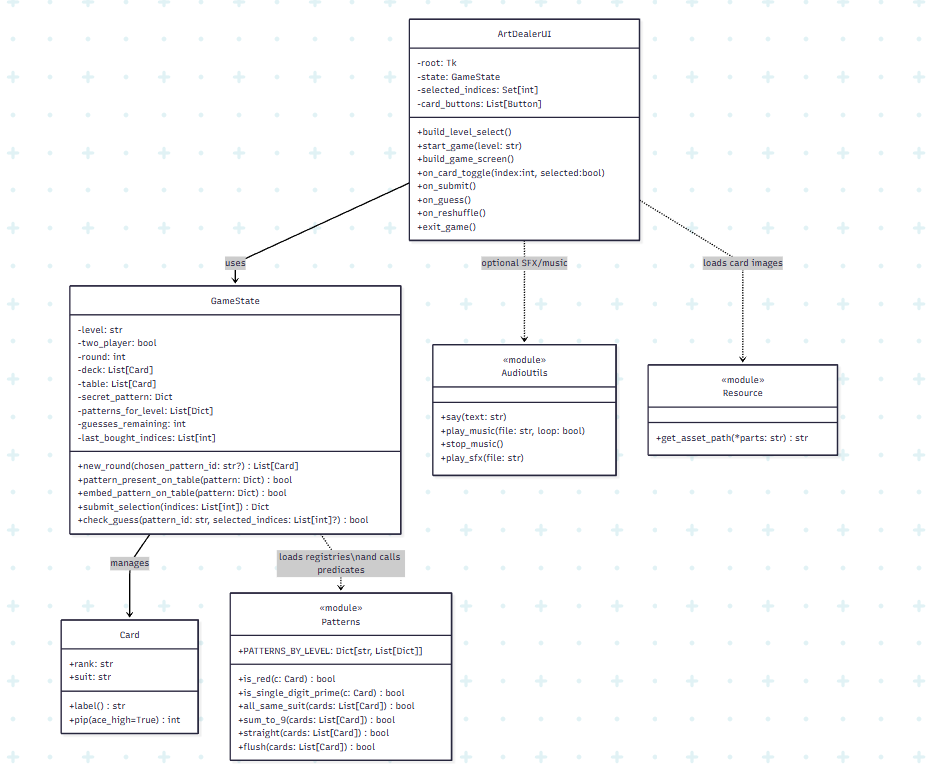 ArtDealerUI
-root: Tk
-state: GameState
-selected_indices: Set[int]
-card_buttons: List[Button]
+build_level_select()
+start_game(level: str)
+build_game_screen()
+on_card_toggle(index:int, selected:bool)
+on_submit()
+on_guess()
+on_reshuffle()
+exit_game()
uses
optional SFX/music
loads card images
GameState
-level: str
-two_player: bool
-round: int
-deck: List[Card]
-table: List[Card]
-secret_pattern: Dict
-patterns_for_level: List[Dict]
-guesses_remaining: int
-last_bought_indices: List[int]
+new_round(chosen_pattern_id: str?) : List[Card]
+pattern_present_on_table(pattern: Dict) : bool
+embed_pattern_on_table(pattern: Dict) : bool
+submit_selection(indices: List[int]) : Dict
+check_guess(pattern_id: str, selected_indices: List[int]?) : bool
«module»
AudioUtils
+say(text: str)
+play_music(file: str, loop: bool)
+stop_music()
+play_sfx(file: str)
«module»
Resource
+get_asset_path(*parts: str) : str
manages
loads registries\nand calls
predicates
Card
+rank: str
+suit: str
+label() : str
+pip(ace_high=True) : int
«module»
Patterns
+PATTERNS_BY_LEVEL: Dict[str, List[Dict]]
+is_red(c: Card) : bool
+is_single_digit_prime(c: Card) : bool
+all_same_suit(cards: List[Card]) : bool
+sum_to_9(cards: List[Card]) : bool
+straight(cards: List[Card]) : bool
+flush(cards: List[Card]) : bool